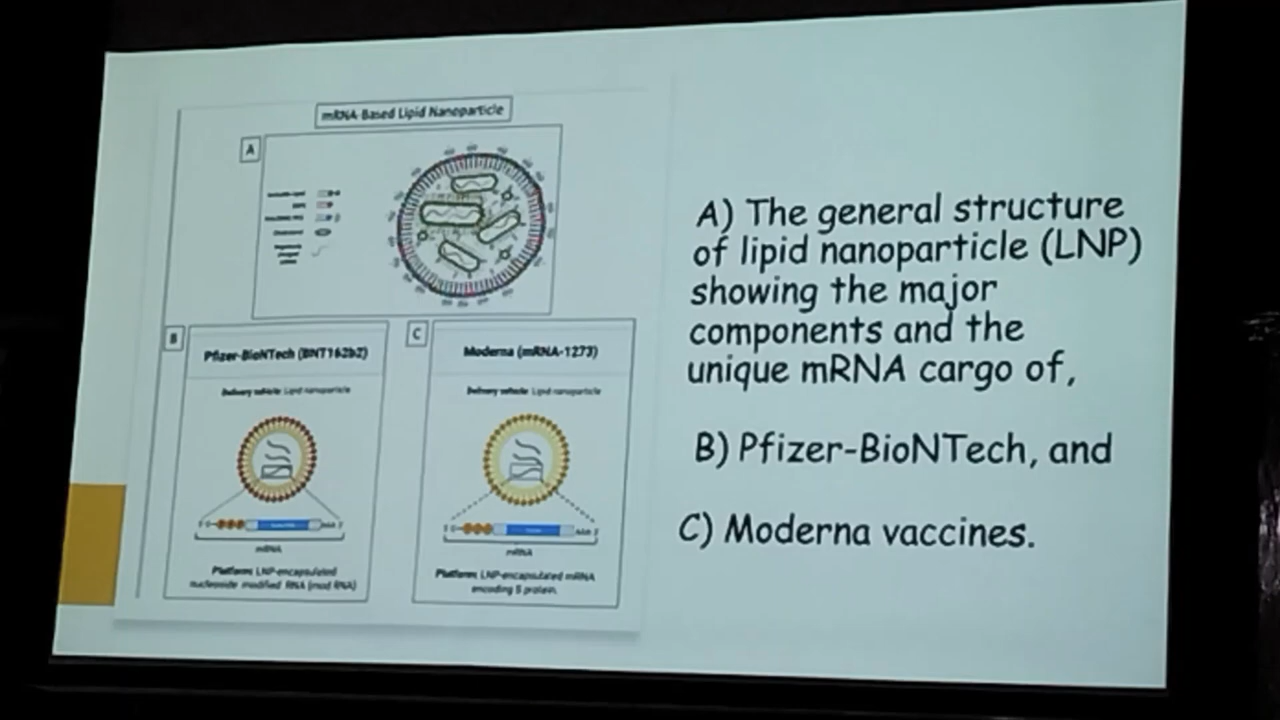 mRNA-Based Lipid Nanoparticle
A
B
Pfizer-BioNTech (BNT162b2)
Delivery vehicle: Lipid nanoparticle
mRNA
Platform: LNP-encapsulated
nucleoside modified RNA (mod RNA)
C
Moderna (mRNA-1273)
Delivery vehicle: Lipid nanoparticle
mRNA
Platform: LNP-encapsulated mRNA
encoding S protein.
A) The general structure
of lipid nanoparticle (LNP)
showing the major
components and the
unique mRNA cargo of,
B) Pfizer-BioNTech, and
C) Moderna vaccines.